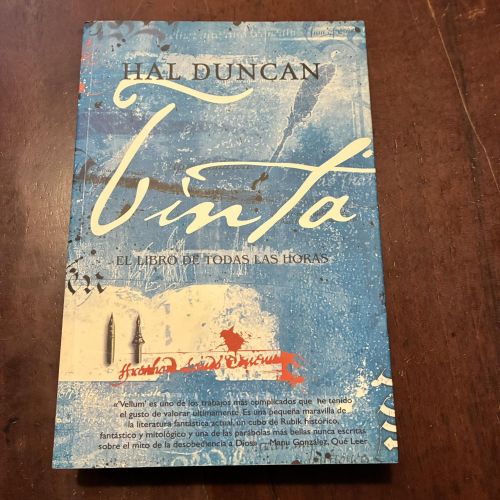 HAL DUNCAN
Tinta
EL LIBRO DE TODAS LAS HORAS
«'Vellum' es uno de los trabajos más complicados que he tenido
el gusto de valorar ultimamente. Es una pequeña maravilla de
la literatura fantástica actual, un cubo de Rubik histórico,
fantástico y mitológico y una de las parábolas más bellas nunca escritas
sobre el mito de la desobediencia a Dios» —Manu González, Qué Leer